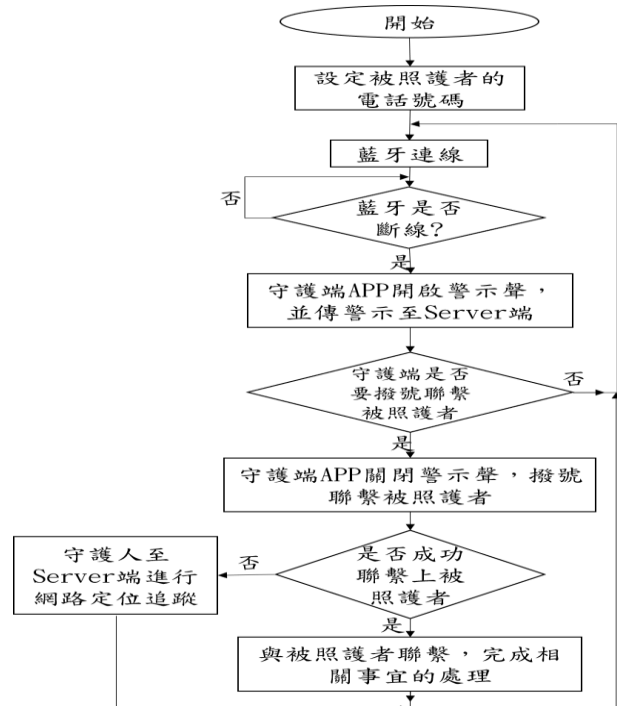 開始
設定被照護者的
電話號碼
藍牙連線
否
藍牙是否
斷線?
是
守護端APP開啟警示聲，
並傳警示至Server端
守護端是否
要撥號聯繫
被照護者
否
是
守護端APP關閉警示聲，撥號
聯繫被照護者
守護人至
Server端進行
網路定位追蹤
否
是否成功
聯繫上被
照護者
是
與被照護者聯繫，完成相
關事宜的處理